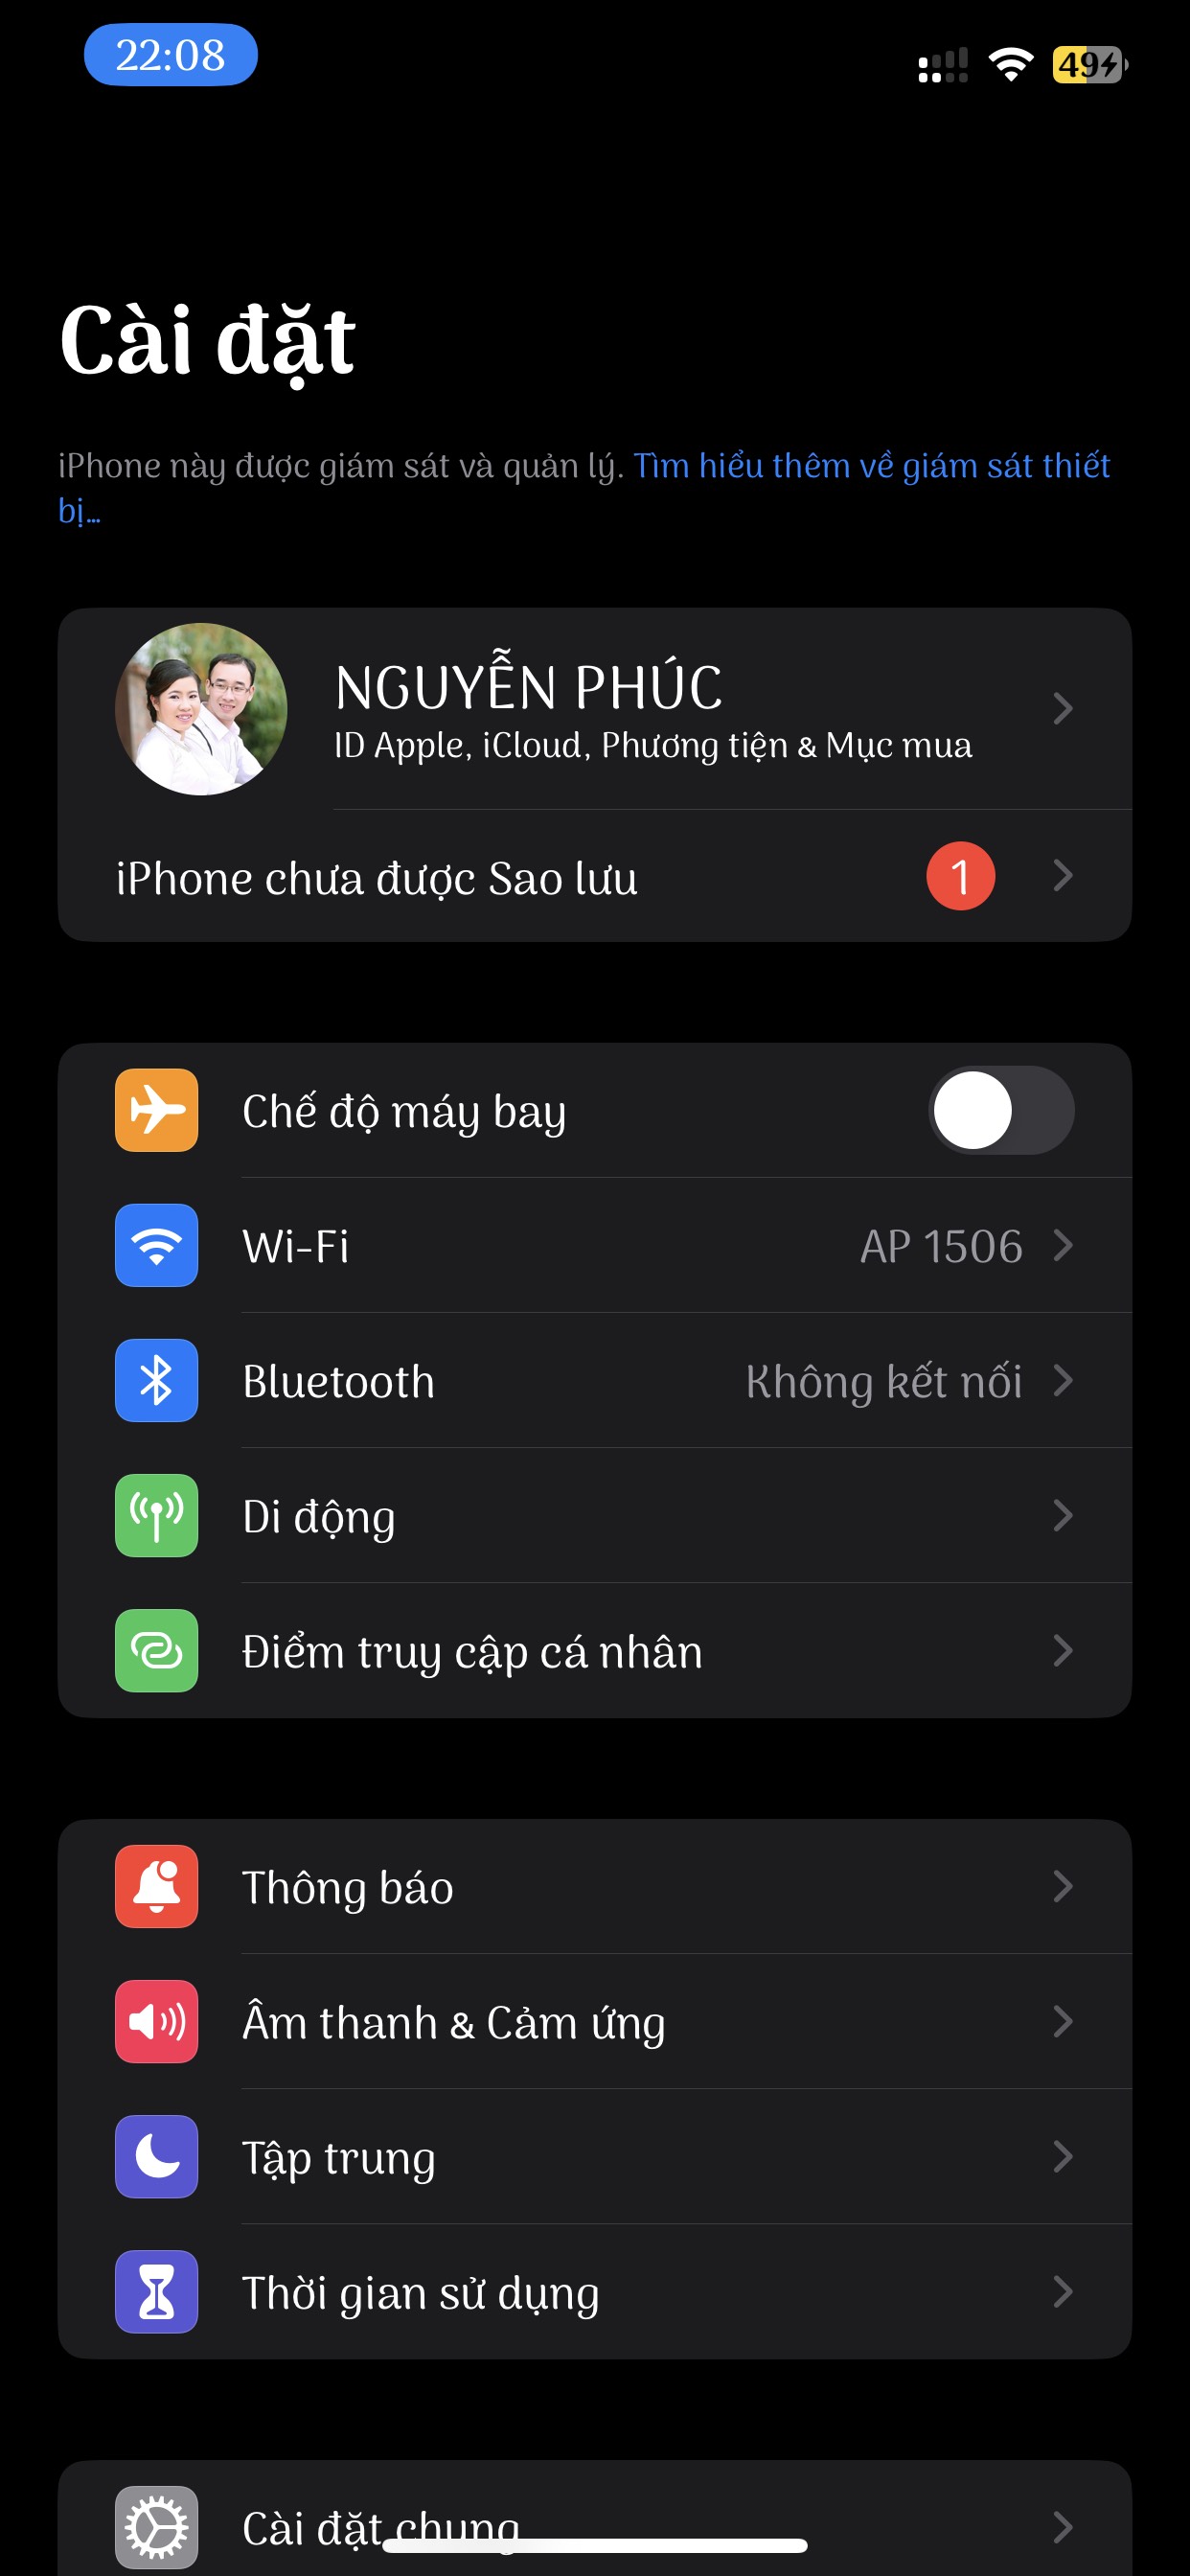 22:08
49
Cài đặt
iPhone này được giám sát và quản lý. Tìm hiểu thêm về giám sát thiết
bị...
NGUYỄN PHÚC
ID Apple, iCloud, Phương tiện & Mục mua
iPhone chưa được Sao lưu 1
Chế độ máy bay
Wi-Fi AP 1506
Bluetooth Không kết nối
Di động
Điểm truy cập cá nhân
Thông báo
Âm thanh & Cảm ứng
Tập trung
Thời gian sử dụng
Cài đặt chung